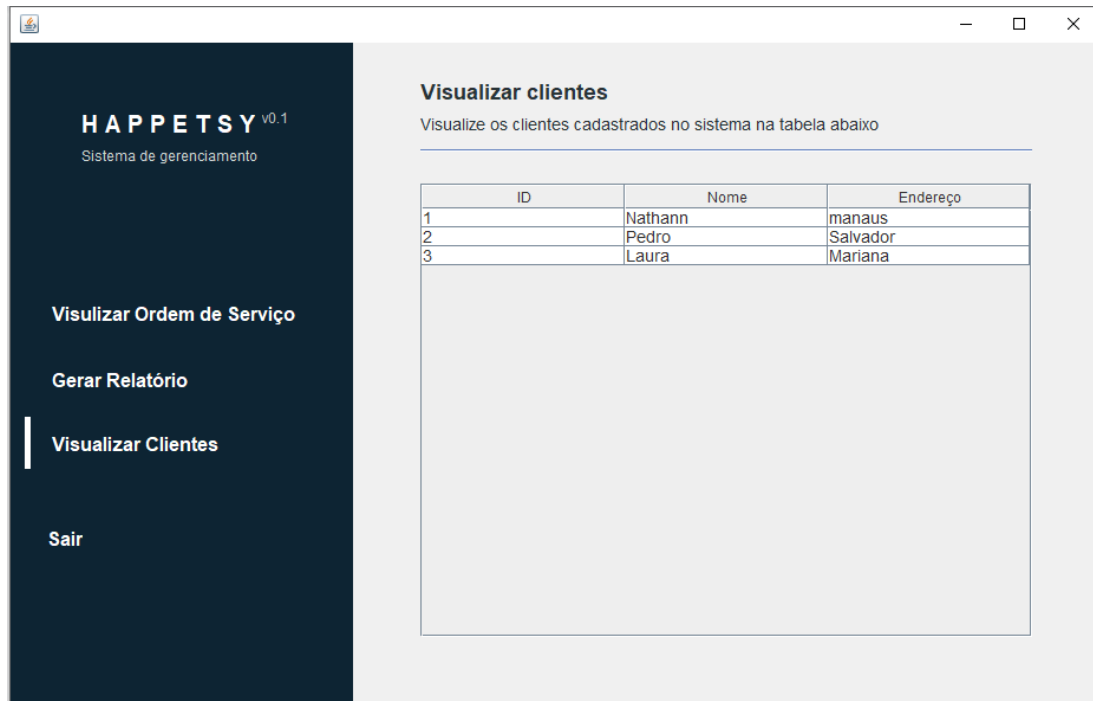 HAPPETSY v0.1
Sistema de gerenciamento
Visulizar Ordem de Serviço
Gerar Relatório
Visualizar Clientes
Sair
Visualizar clientes
Visualize os clientes cadastrados no sistema na tabela abaixo
ID Nome Endereço
1 Nathann manaus
2 Pedro Salvador
3 Laura Mariana